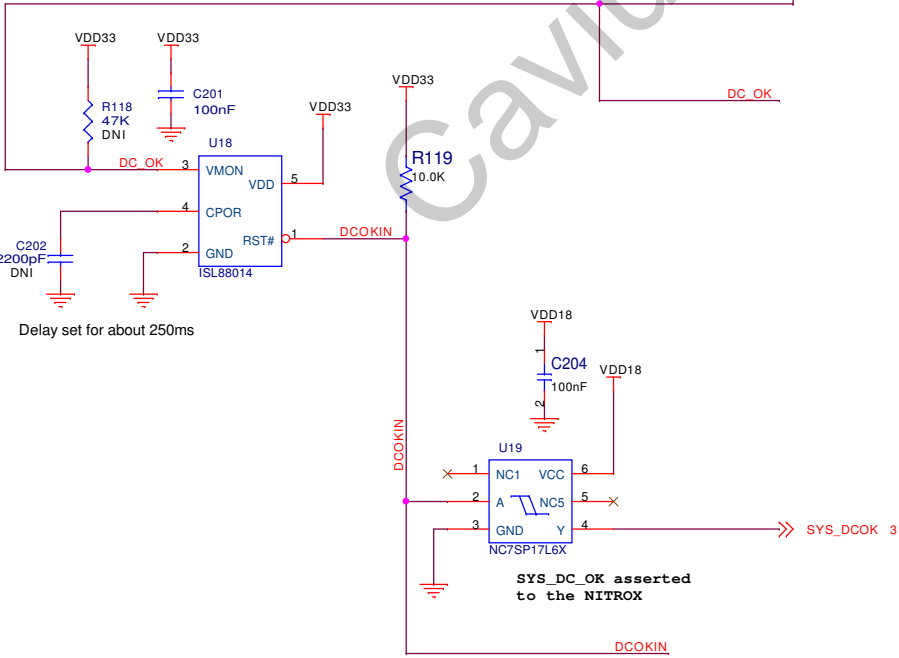 Caviu
VDD33
VDD33
R118
47K
DNI
C201
100nF
VDD33
VDD33
DC_OK
U18
R119
10.0K
DC_OK
3
VMON
VDD
5
4
CPOR
RST#
1
DCOKIN
2
GND
ISL88014
C202
2200pF
DNI
Delay set for about 250ms
VDD18
1
C204
100nF
2
VDD18
DCOKIN
U19
1
NC1
VCC
6
2
A
NC5
5
3
GND
Y
4
NC7SP17L6X
SYS_DCOK 3
SYS_DC_OK asserted
to the NITROX
DCOKIN